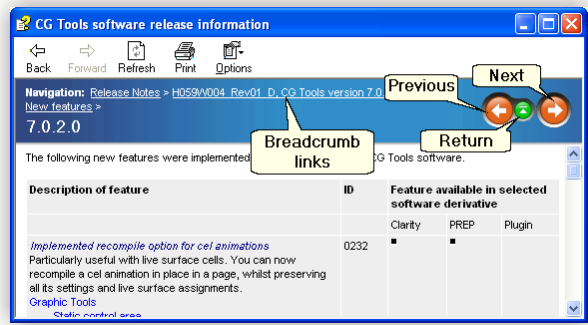 CG Tools software release information
Back Forward Refresh Print Options
Navigation: Release Notes > H059W004_Rev01_D, CG Tools version 7.0.
New features >
7.0.2.0
Previous
Next
Return
Breadcrumb
links
The following new features were implemented CG Tools software.
Description of feature ID Feature available in selected
software derivative
Clarity PREP Plugin
Implemented recompile option for cel animations 0232 ▪ ▪
Particularly useful with live surface cells. You can now
recompile a cel animation in place in a page, whilst preserving
all its settings and live surface assignments.
Graphic Tools
Static control area